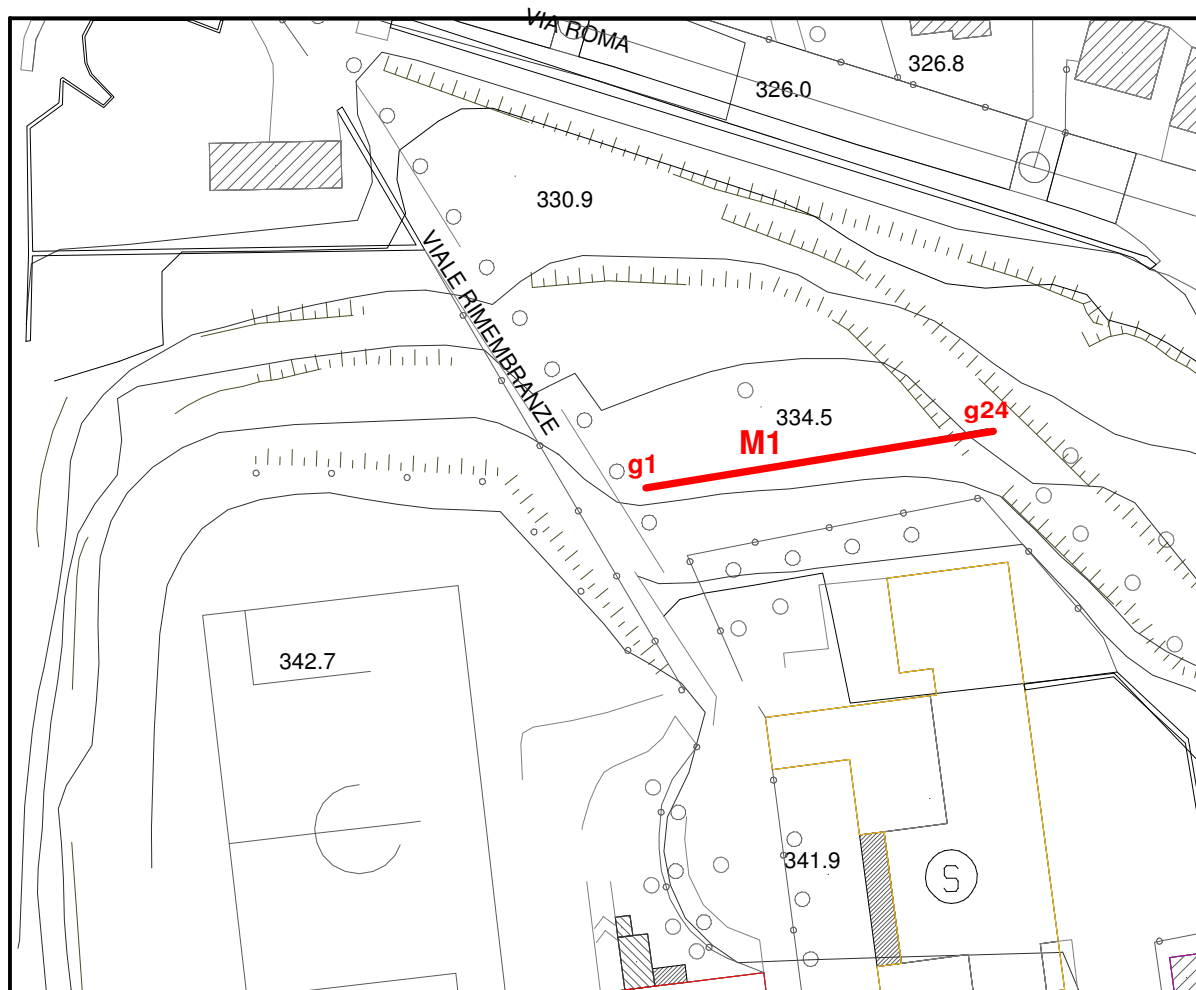 VIA ROMA
326.8
326.0
330.9
VIALE RIMEMBRANZE
334.5
g24
M1
g1
342.7
341.9
S